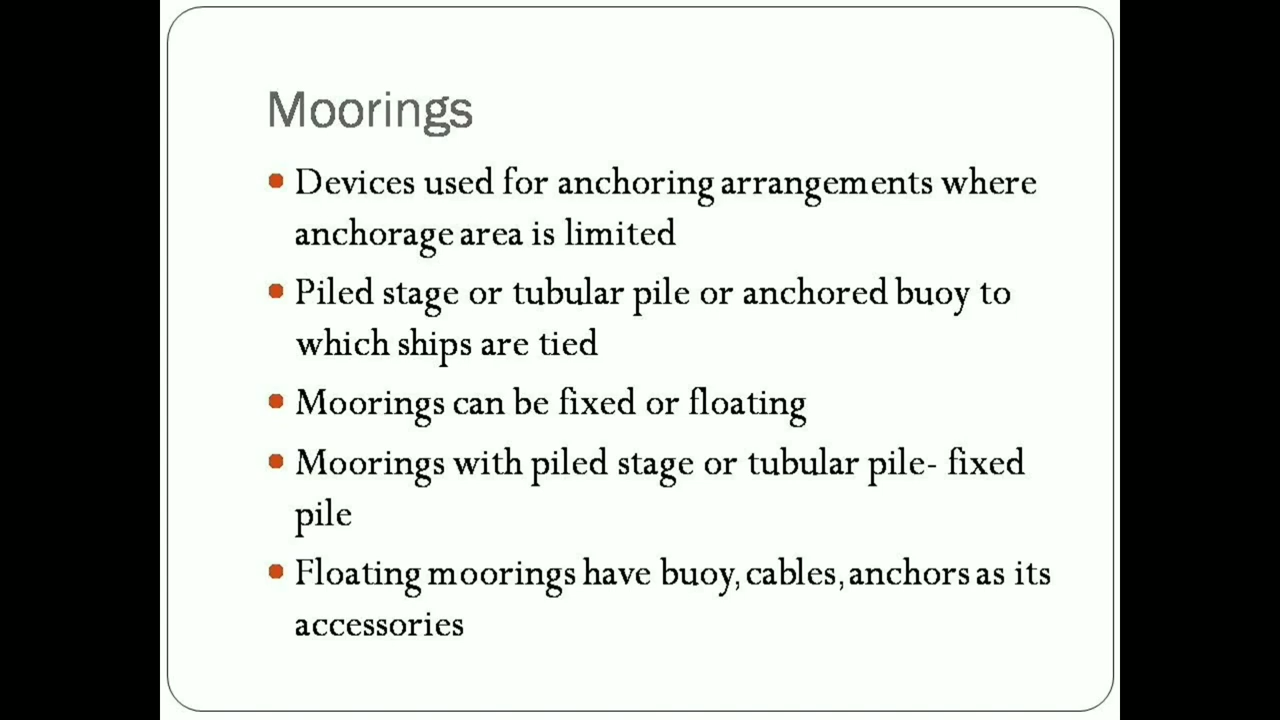 Moorings
• Devices used for anchoring arrangements where
anchorage area is limited
• Piled stage or tubular pile or anchored buoy to
which ships are tied
• Moorings can be fixed or floating
• Moorings with piled stage or tubular pile- fixed
pile
• Floating moorings have buoy, cables, anchors as its
accessories